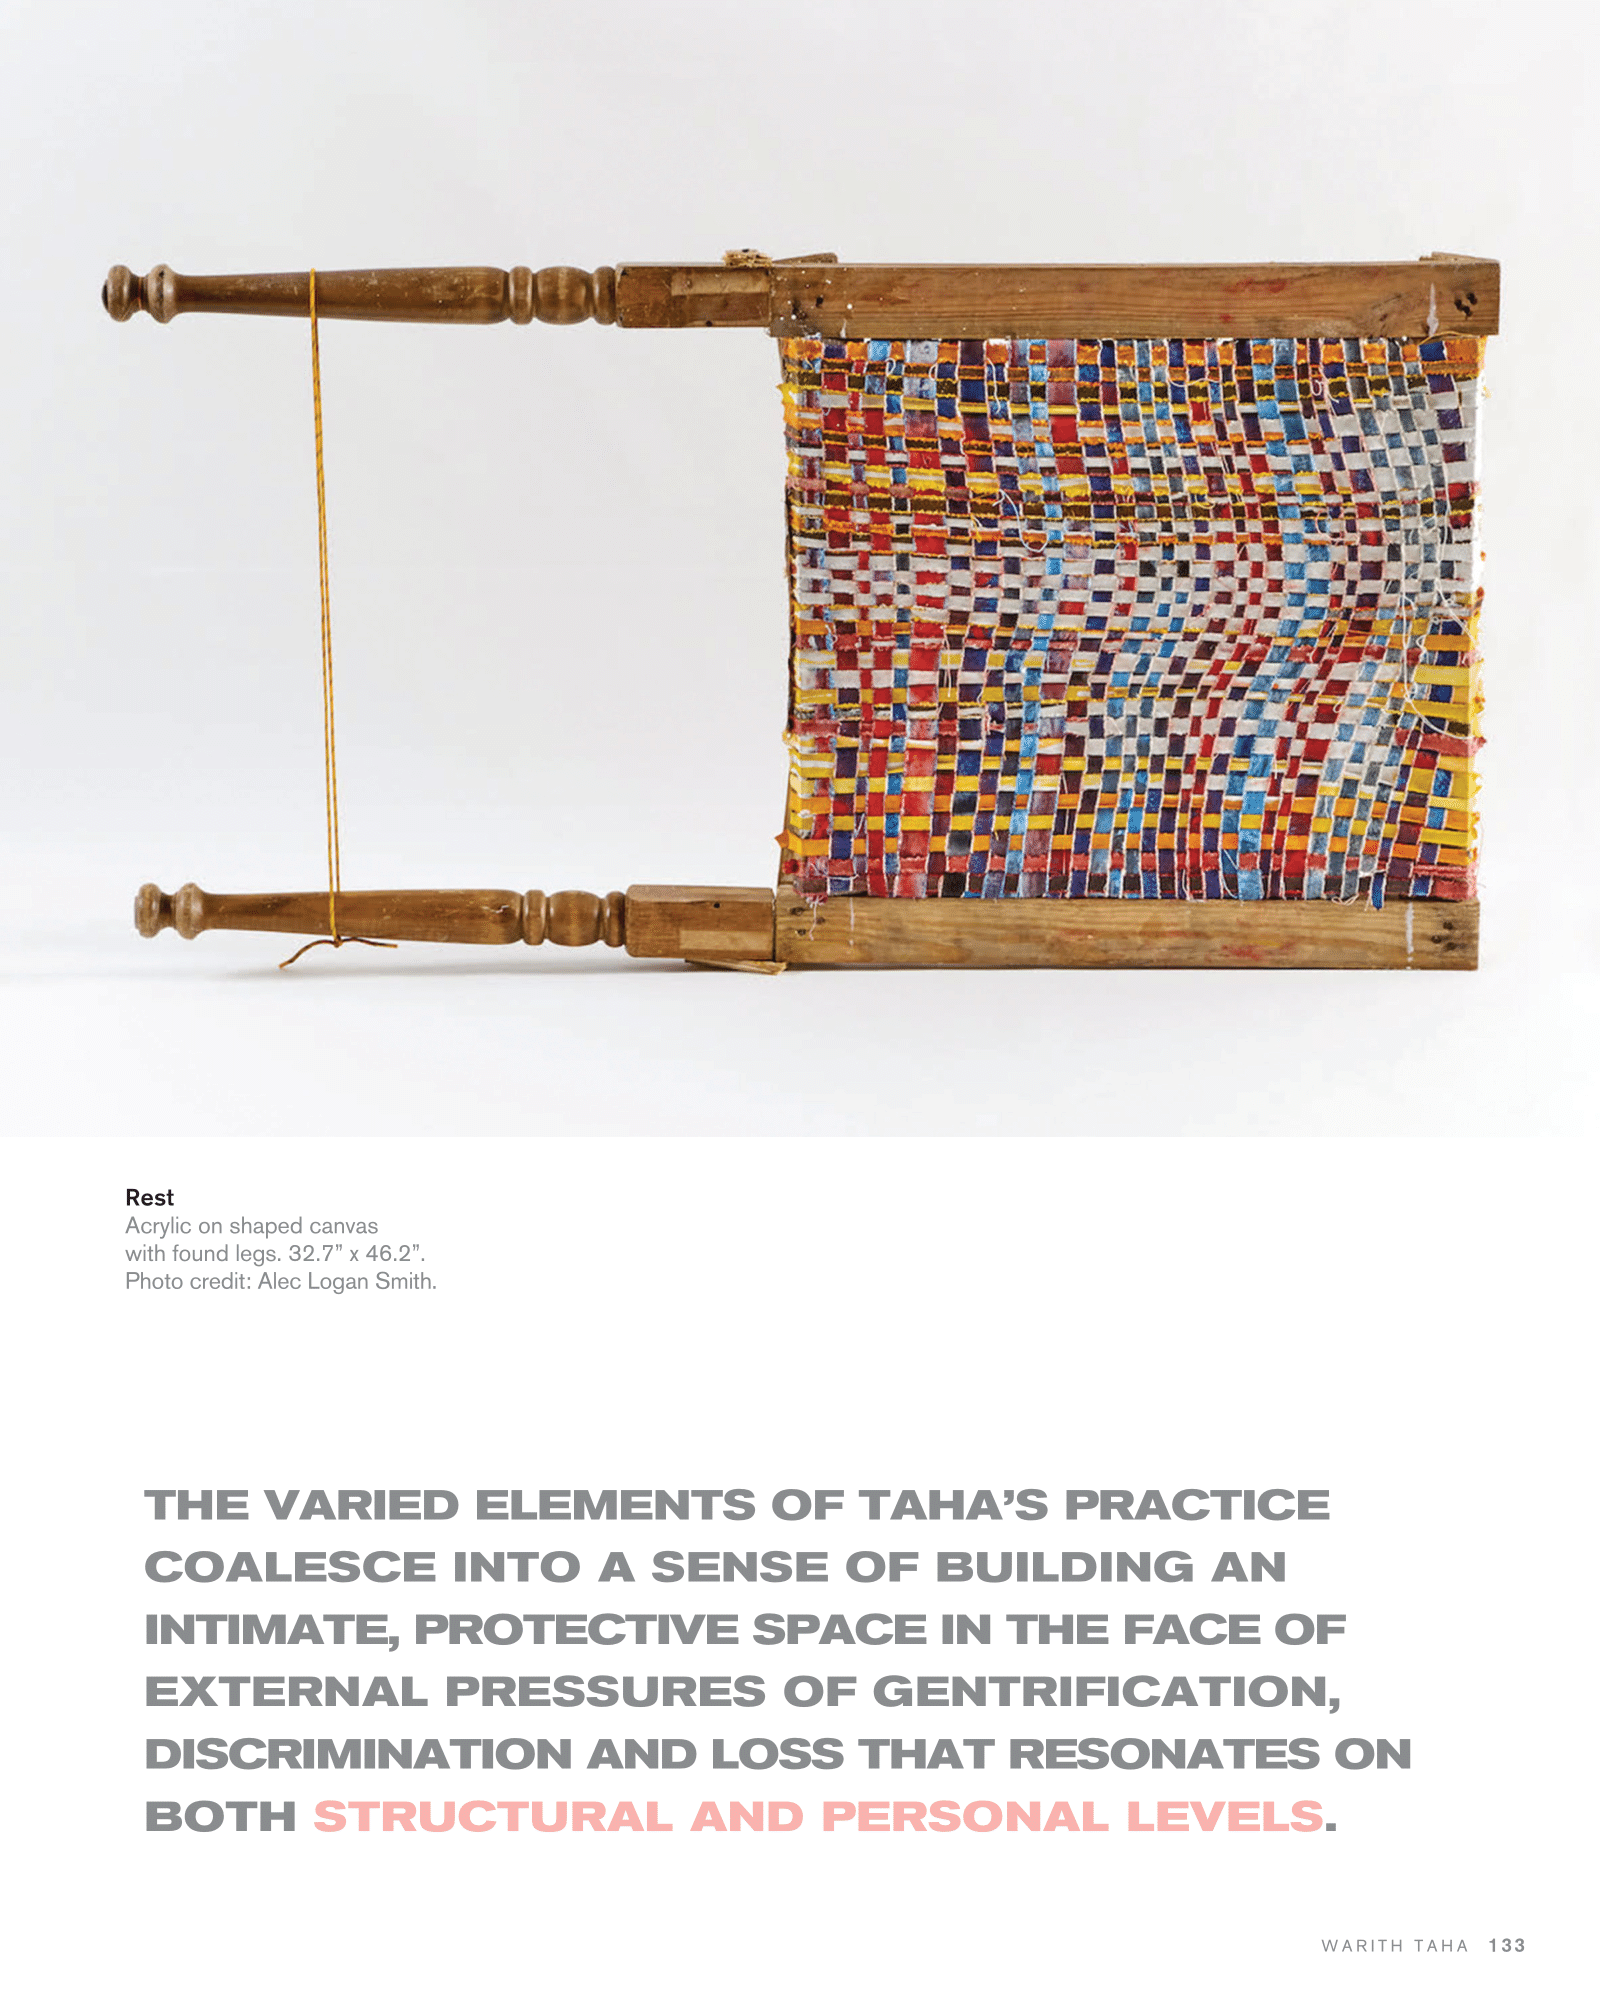 Rest
Acrylic on shaped canvas
with found legs. 32.7” x 46.2”.
Photo credit: Alec Logan Smith.
THE VARIED ELEMENTS OF TAHA’S PRACTICE
COALESCE INTO A SENSE OF BUILDING AN
INTIMATE, PROTECTIVE SPACE IN THE FACE OF
EXTERNAL PRESSURES OF GENTRIFICATION,
DISCRIMINATION AND LOSS THAT RESONATES ON
BOTH STRUCTURAL AND PERSONAL LEVELS.
WARITH TAHA 133